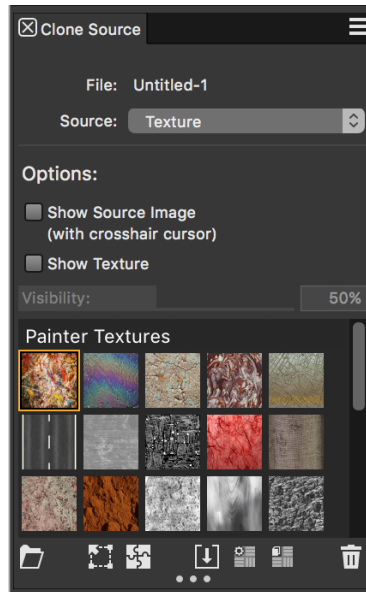 Clone Source
File: Untitled-1
Source: Texture
Options:
Show Source Image
(with crosshair cursor)
Show Texture
Visibility: 50%
Painter Textures